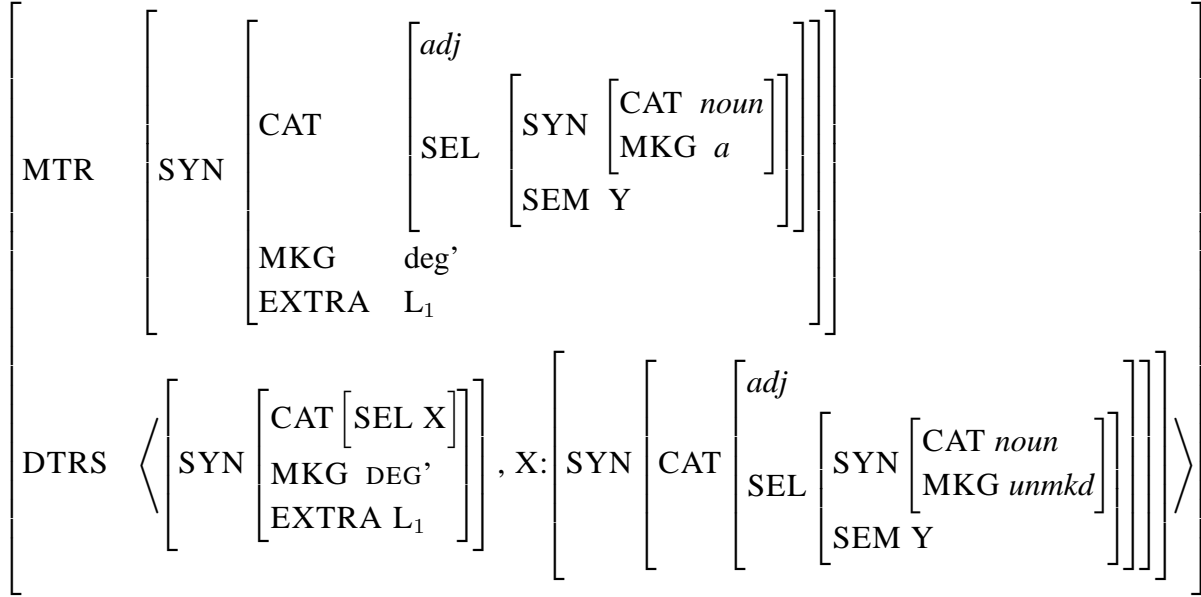 adj
CAT noun
CAT SYN MKG a
SEL
MTR SYN SEM Y
MKG deg’
EXTRA L1
adj
CAT [SEL X] CAT noun
SYN MKG unmkd
DTRS ⟨ SYN MKG DEG’ , X: SYN CAT SEL ⟩
EXTRA L1 SEM Y